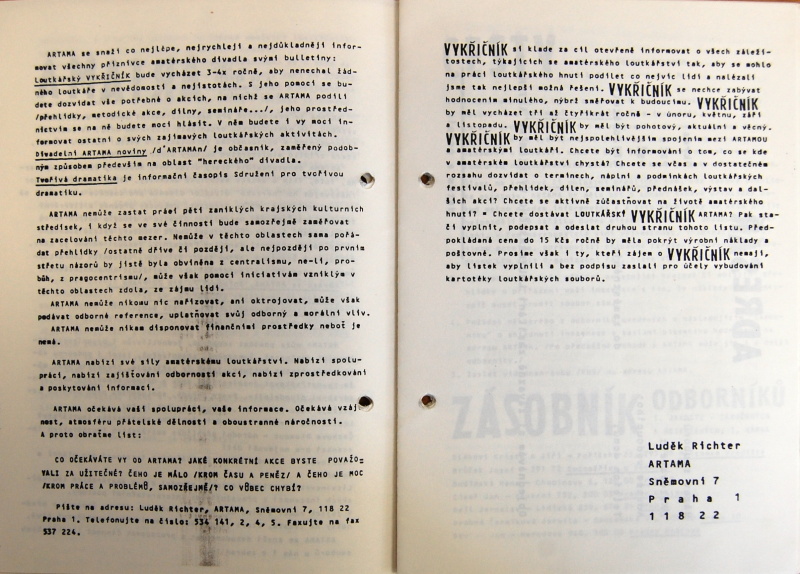 ARTAMA se snaží co nejlépe, nejrychleji a nejdůkladněji infor-
movat všechny příznivce amatérského divadla svými bulletiny:
Loutkářský VYKŘIČNÍK bude vycházet 3-4x ročně, aby nenechal žád-
ného loutkáře v nevědomosti a nejistotách. S jeho pomocí se bu-
dete dozvídat vše potřebné o akcích, na nichž se ARTAMA podílí
/přehlídky, metodické akce, dílny, semináře.../, jeho prostřed-
nictvím se na ně budete moci hlásit. V něm budete i vy moci in-
formovat ostatní o svých zajímavých loutkářských aktivitách.
Divadelní ARTAMA noviny /d'ARTAMAN/ je občasník, zaměřený podob-
ným způsobem především na oblast "hereckého" divadla.
Tvořivá dramatika je informační časopis Sdružení pro tvořivou
dramatiku.
ARTAMA nemůže zastat práci pěti zaniklých krajských kulturních
středisek, i když se ve své činnosti bude samozřejmě zaměřovat
na zacelování těchto mezer. Nemůže v těchto oblastech sama pořá-
dat přehlídky /ostatně dříve či později, ale nejpozději po prvním
střetu názorů by jistě byla obviněna z centralismu, ne-li, pro-
bůh, z pragocentrismu/, může však pomoci iniciativám vzniklým v
těchto oblastech zdola, ze zájmu lidí.
ARTAMA nemůže nikomu nic nařizovat, ani oktrojovat, může však
podávat odborné reference, uplatňovat svůj odborný a morální vliv.
ARTAMA nemůže nikam disponovat finančními prostředky neboť je
nemá.
ARTAMA nabízí své síly amatérskému loutkářství. Nabízí spolu-
práci, nabízí zajišťování odborností akcí, nabízí zprostředkování
a poskytování informací.
ARTAMA očekává vaši spolupráci, vaše informace. Očekává vzáj
nost, atmosféru přátelské dělnosti a oboustranné náročnosti.
A proto obraťme list:
CO OČEKÁVÁTE VY OD ARTAMA? JAKÉ KONKRÉTNÍ AKCE BYSTE POVAŽO=
VALI ZA UŽITEČNÉ? ČEHO JE MÁLO /KROM ČASU A PENĚZ/ A ČEHO JE MOC
/KROM PRÁCE A PROBLÉMŮ, SAMOZŘEJMĚ/? CO VŮBEC CHYBÍ?
Pište na adresu: Luděk Richter, ARTAMA, Sněmovní 7, 118 22
Praha 1. Telefonujte na číslo: 534 141, 2, 4, 5. Faxujte na fax
537 224.
VYKŘIČNÍK si klade za cíl otevřeně informovat o všech záleži-
tostech, týkajících se amatérského loutkářství tak, aby se mohlo
na práci loutkářského hnutí podílet co nejvíc lidí a nalézali
jsme tak nejlepší možná řešení. VYKŘIČNÍK se nechce zabývat
hodnocením minulého, nýbrž směřovat k budoucímu. VYKŘIČNÍK
by měl vycházet tři až čtyřikrát ročně - v únoru, květnu, září
a listopadu. VYKŘIČNÍK by měl být pohotový, aktuální a věcný.
VYKŘIČNÍK by měl být nejspolehlivějším spojením mezi ARTAMOU
a amatérskými loutkáři. Chcete být informováni o tom, co se kde
v amatérském loutkářství chystá? Chcete se včas a v dostatečném
rozsahu dozvídat o termínech, náplni a podmínkách loutkářských
festivalů, přehlídek, dílen, seminářů, přednášek, výstav a dal-
ších akcí? Chcete se aktivně zúčastňovat na životě amatérského
hnutí? = Chcete dostávat LOUTKÁŘSKÝ VYKŘIČNÍK ARTAMA? Pak sta-
čí vyplnit, podepsat a odeslat druhou stranu tohoto listu. Před-
pokládaná cena do 15 Kčs ročně by měla pokrýt výrobní náklady a
poštovné. Prosíme však i ty, kteří zájem o VYKŘIČNÍK nemají,
aby lístek vyplnili a bez podpisu zaslali pro účely vybudování
kartotéky loutkářských souborů.
ADRE
ZÁSOBNÍK ODBORNÍKŮ
Luděk Richter
ARTAMA
Sněmovní 7
Praha 1
118 22